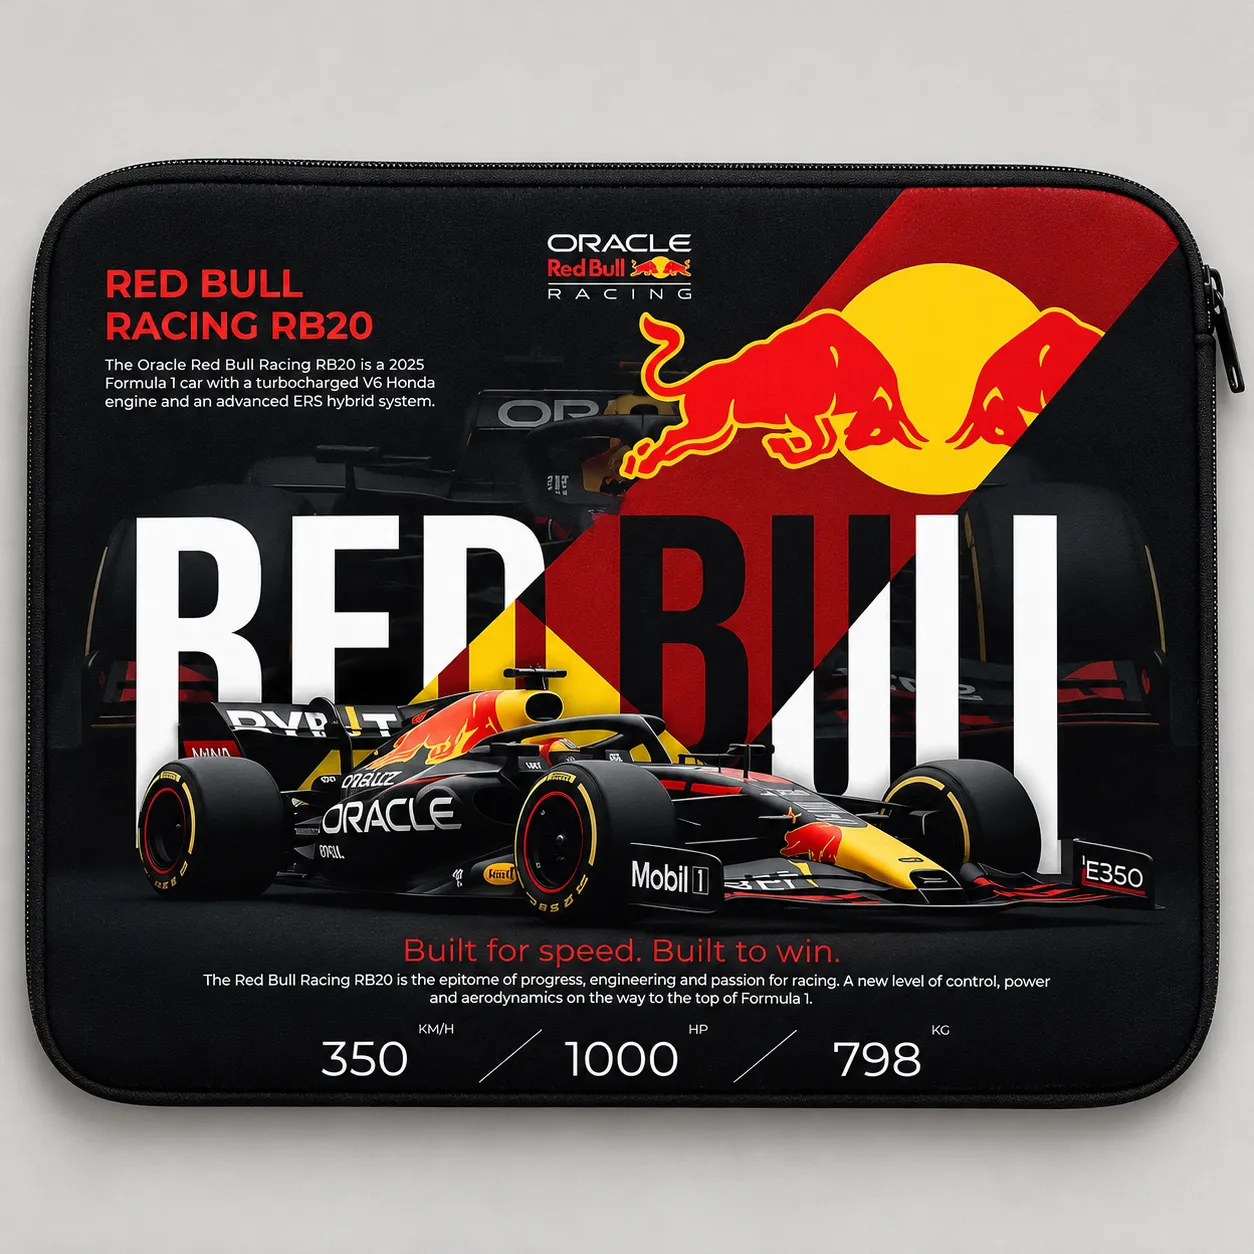 ORACLE
Red Bull
RACING
RED BULL
RACING RB20
The Oracle Red Bull Racing RB20 is a 2025
Formula 1 car with a turbocharged V6 Honda
engine and an advanced ERS hybrid system.
RED BULL
ORACLE
Mobil 1
E350
Built for speed. Built to win.
The Red Bull Racing RB20 is the epitome of progress, engineering and passion for racing. A new level of control, power
and aerodynamics on the way to the top of Formula 1.
350 KM/H
1000 HP
798 KG